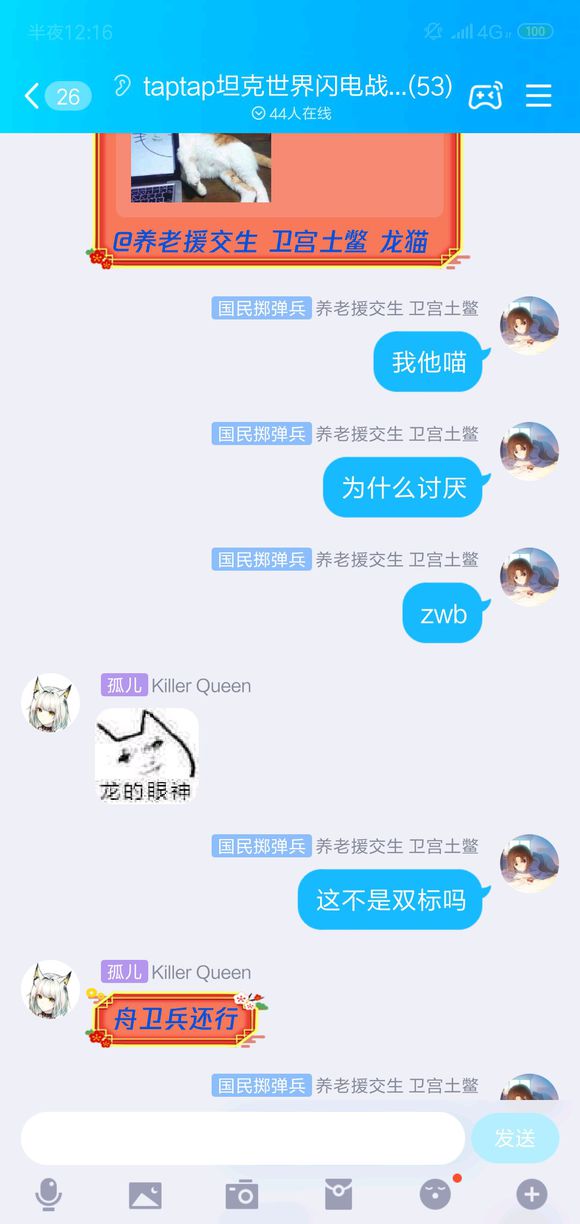 半夜12:16
4G
100
26
taptap坦克世界闪电战...(53)
44人在线
@养老援交生 卫宫土鳖 龙猫
国民掷弹兵 养老援交生 卫宫土鳖
我他喵
国民掷弹兵 养老援交生 卫宫土鳖
为什么讨厌
国民掷弹兵 养老援交生 卫宫土鳖
zwb
孤儿 Killer Queen
龙的眼神
国民掷弹兵 养老援交生 卫宫土鳖
这不是双标吗
孤儿 Killer Queen
舟卫兵还行
国民掷弹兵 养老援交生 卫宫土鳖
发送